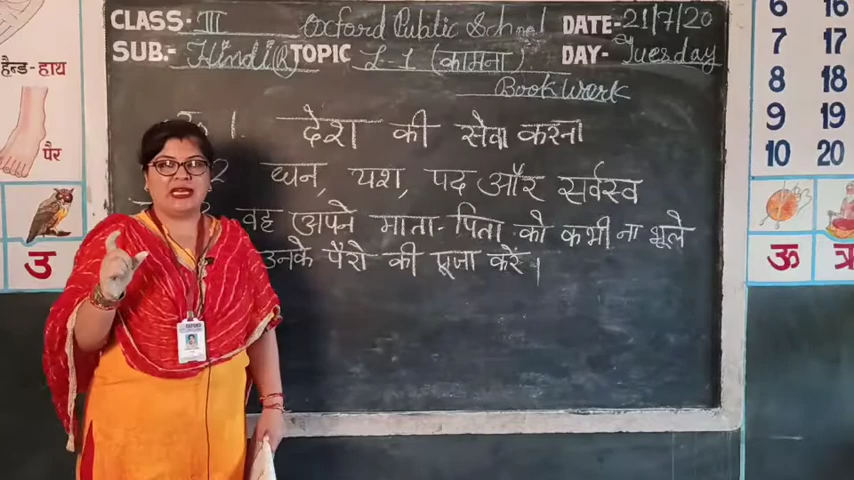 CLASS- III Oxford Public School DATE- 21/7/20
SUB.- Hindi R TOPIC L-1 (कामना) DAY- Tuesday
Book Work
1. देश की सेवा करना
2 धन, यश, पद और सर्वस्व
3 वह अपने माता-पिता को कभी ना भूले
उनके पैरो की पूजा करें।
हैन्ड-हाथ
पैर
उ
6 16
7 17
8 18
9 19
10 20
ऊ
OXFORD